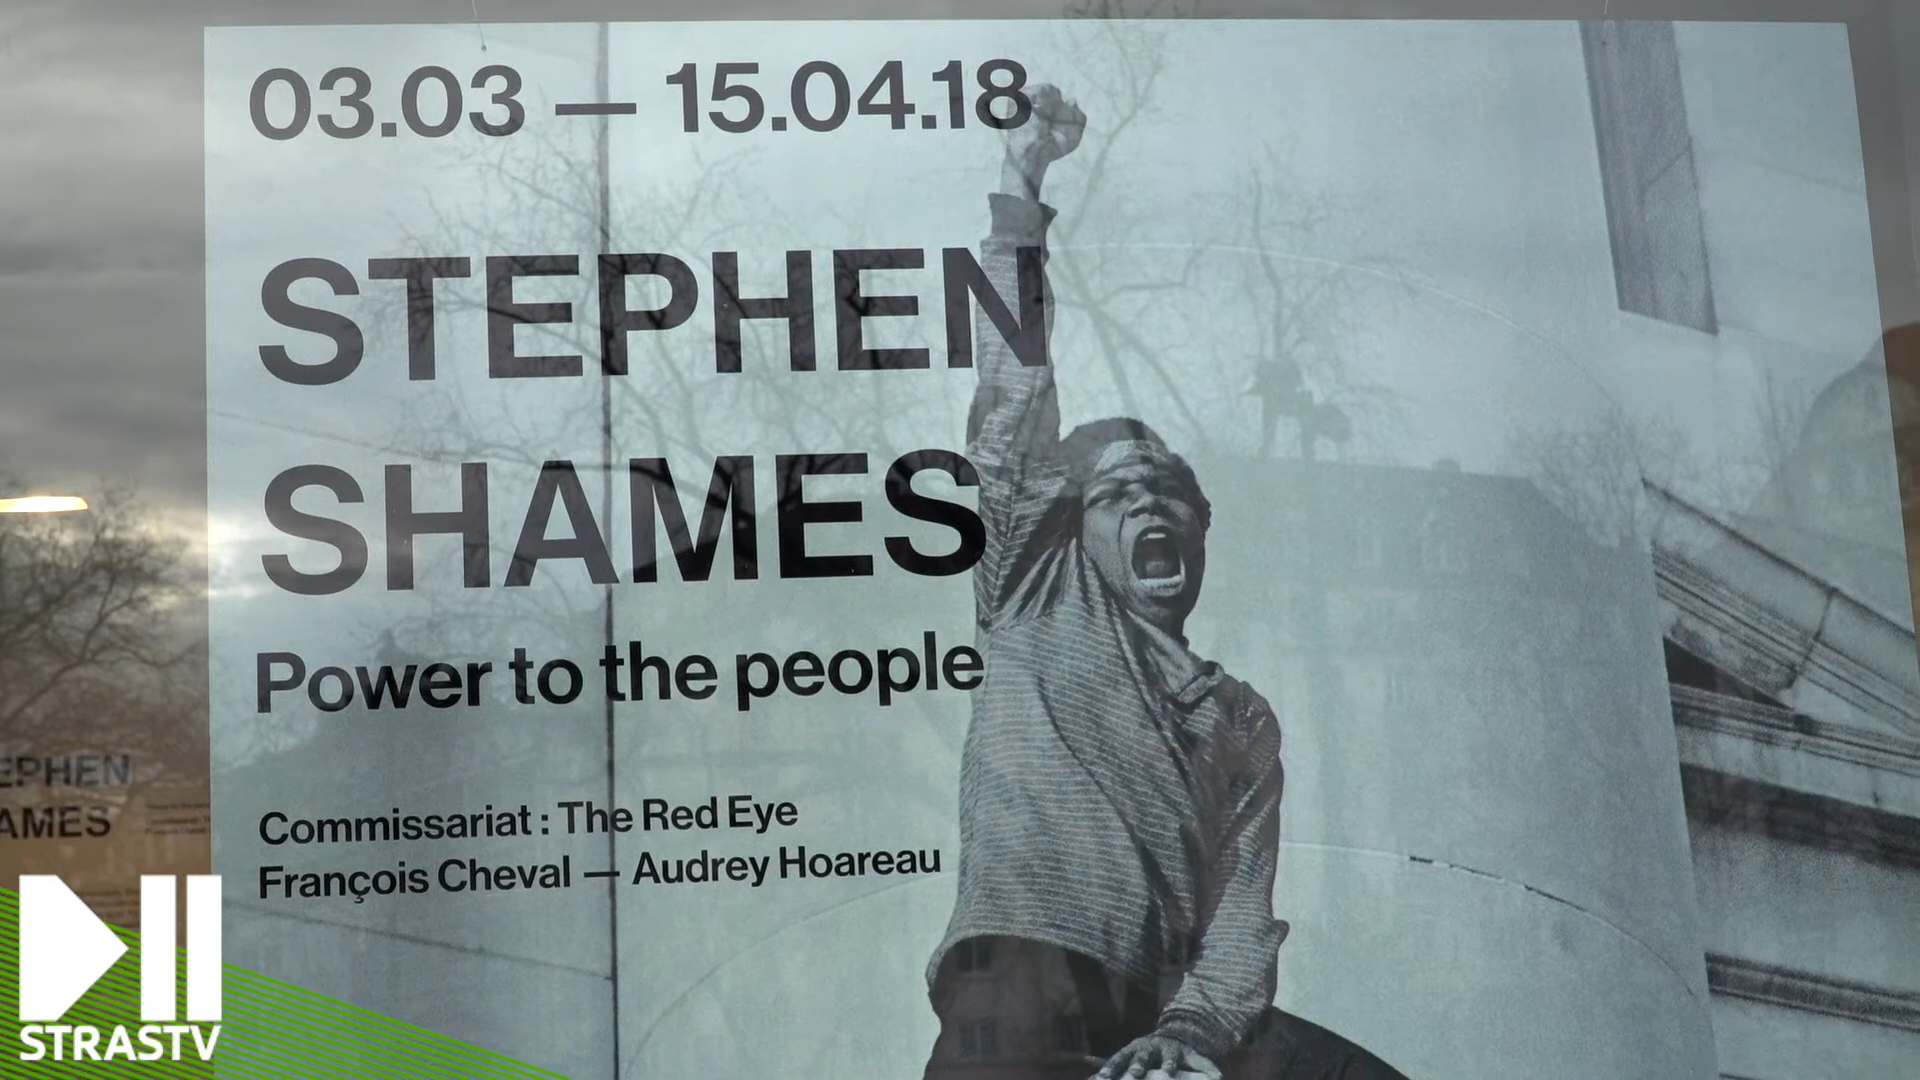 03.03 — 15.04.18
STEPHEN
SHAMES
Power to the people
Commissariat : The Red Eye
François Cheval — Audrey Hoareau
EPHEN
AMES
STRASTV